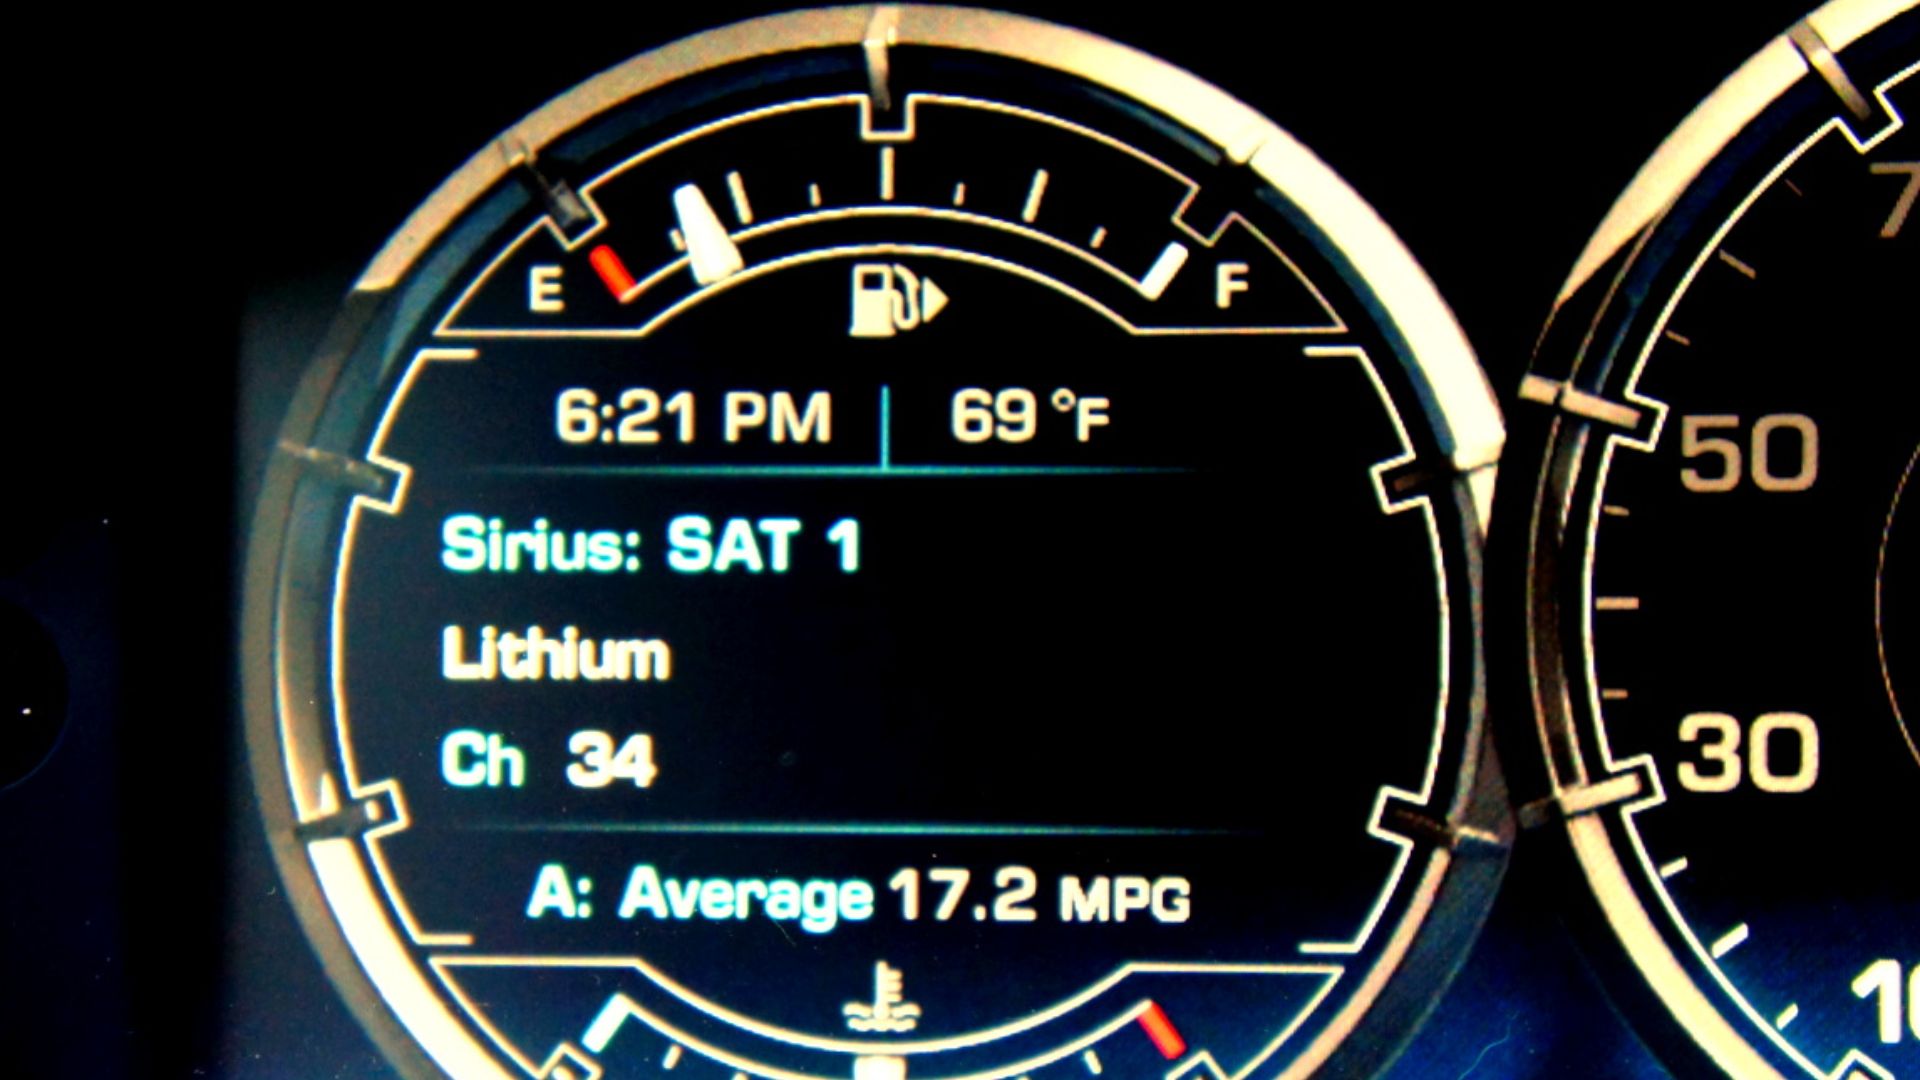 E F
6:21 PM 69 °F
Sirius: SAT 1
Lithium
Ch 34
A: Average 17.2 MPG
50
30